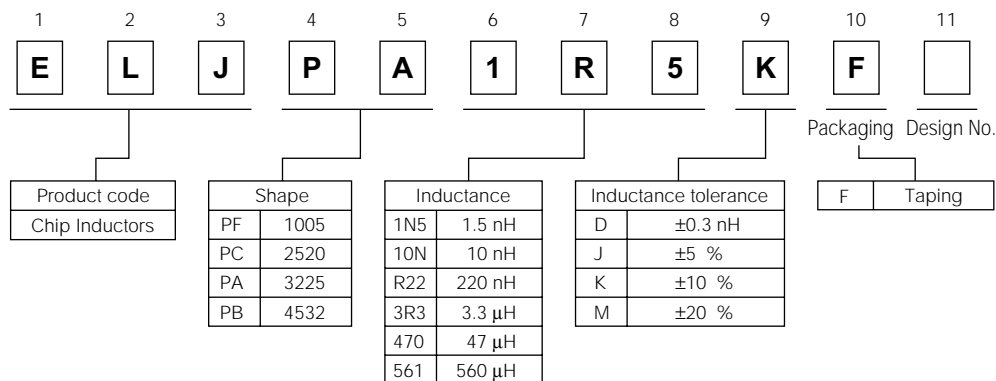 1 2 3 4 5 6 7 8 9 10 11
E L J P A 1 R 5 K F
Packaging Design No.
Product code
Chip Inductors
Shape
PF 1005
PC 2520
PA 3225
PB 4532
Inductance
1N5 1.5 nH
10N 10 nH
R22 220 nH
3R3 3.3 μH
470 47 μH
561 560 μH
Inductance tolerance
D ±0.3 nH
J ±5 %
K ±10 %
M ±20 %
F Taping